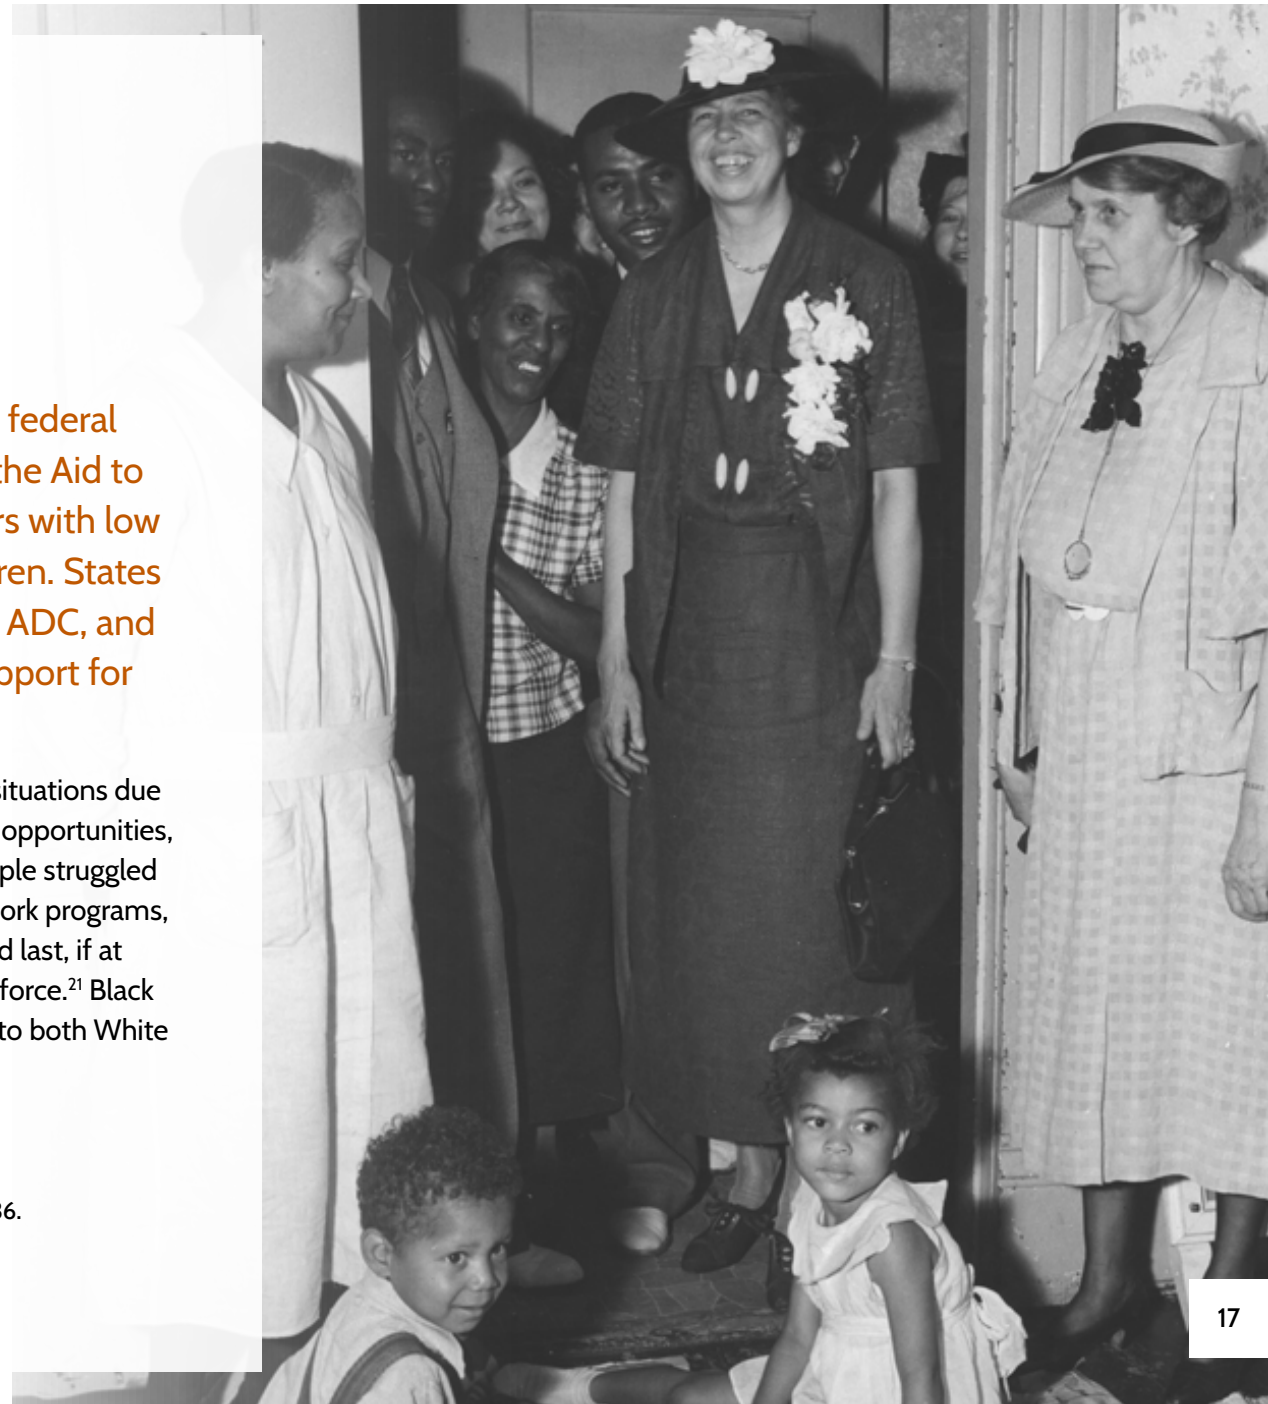 federal
the Aid to
rs with low
ren. States
ADC, and
pport for
situations due
opportunities,
ple struggled
ork programs,
d last, if at
force.²¹ Black
to both White
36.
17